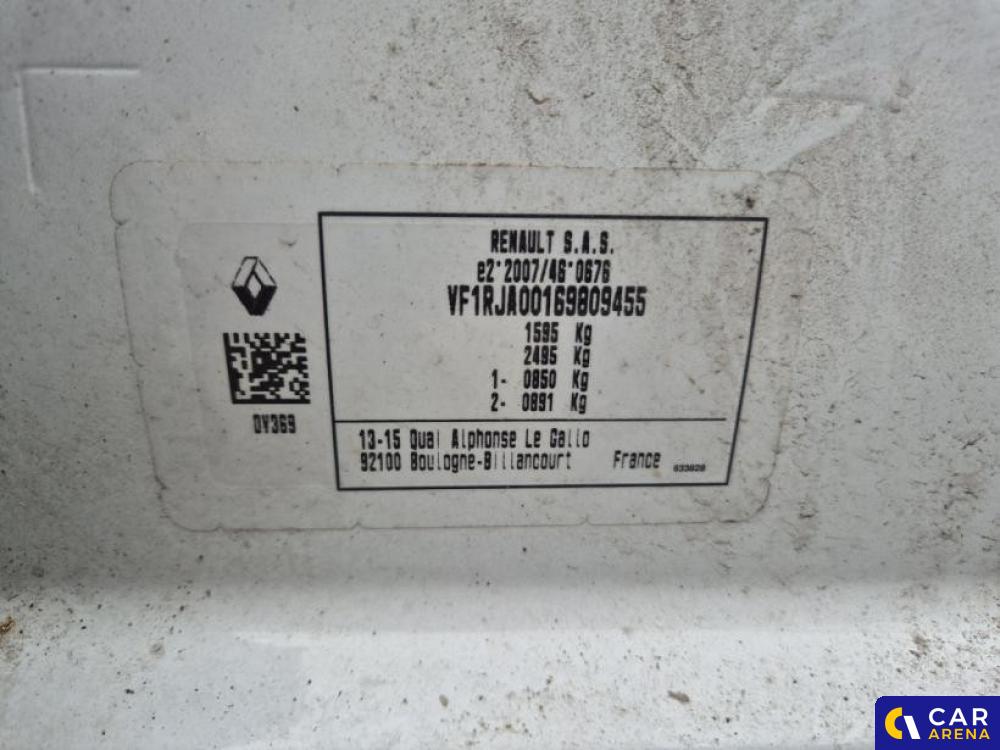 RENAULT S.A.S.
e2*2007/46*0676
VF1RJA00169809455
1595 Kg
2495 Kg
1- 0850 Kg
2- 0891 Kg
DV369
13-15 Quai Alphonse Le Gallo
92100 Boulogne-Billancourt France
CAR
ARENA